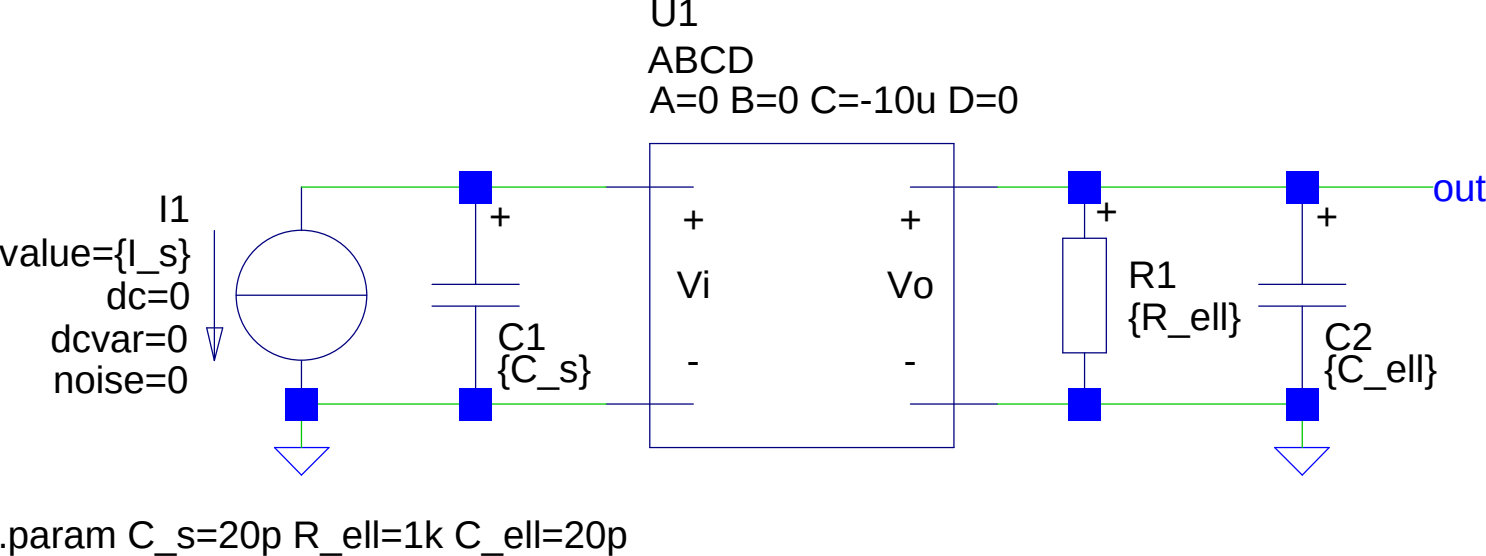 U1
ABCD
A=0 B=0 C=-10u D=0
I1
value={I_s}
dc=0
dcvar=0
noise=0
+
C1
{C_s}
+
Vi
-
+
Vo
-
+
R1
{R_ell}
+
C2
{C_ell}
out
.param C_s=20p R_ell=1k C_ell=20p